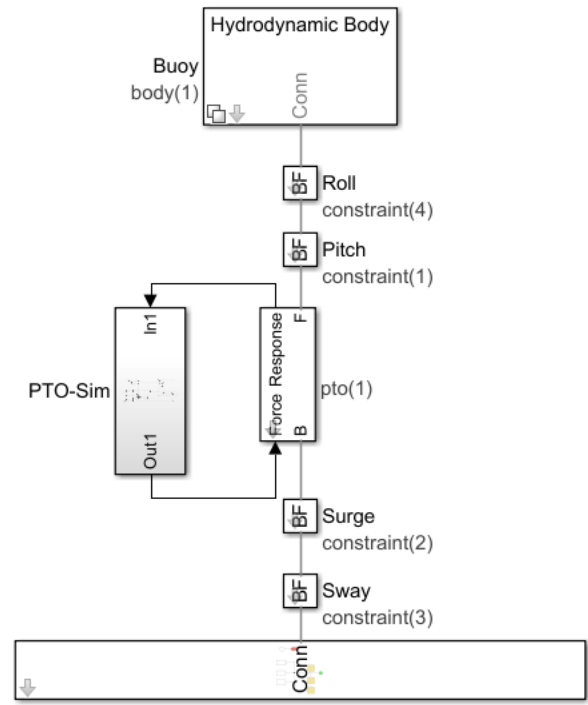 Hydrodynamic Body
Buoy
body(1)
Conn
BF
Roll
constraint(4)
BF
Pitch
constraint(1)
In1
Force Response
F
PTO-Sim
pto(1)
Out1
B
BF
Surge
constraint(2)
BF
Sway
constraint(3)
Conn